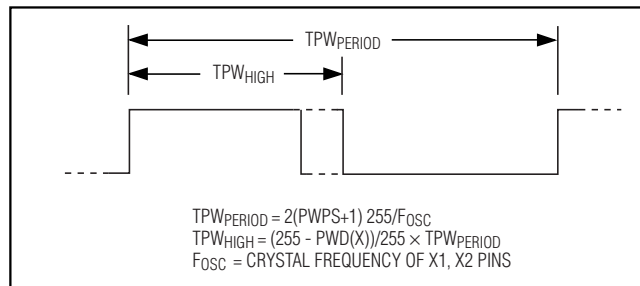 TPWPERIOD
TPWHIGH
TPWPERIOD = 2(PWPS+1) 255/FOSC
TPWHIGH = (255 - PWD(X))/255 × TPWPERIOD
FOSC = CRYSTAL FREQUENCY OF X1, X2 PINS